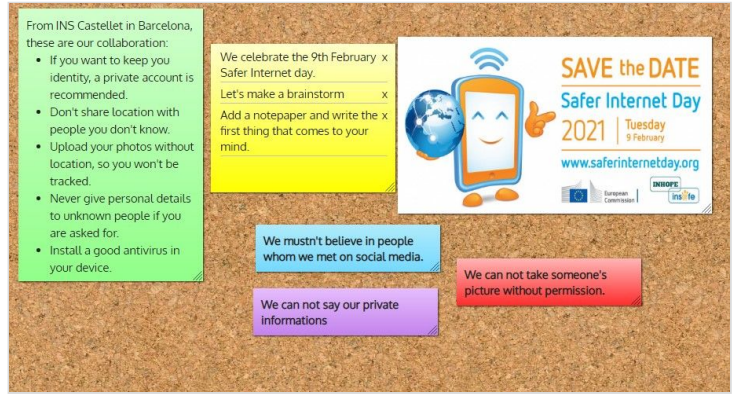 From INS Castellet in Barcelona,
these are our collaboration:
• If you want to keep you
identity, a private account is
recommended.
• Don't share location with
people you don't know.
• Upload your photos without
location, so you won't be
tracked.
• Never give personal details
to unknown people if you
are asked for.
• Install a good antivirus in
your device.
We celebrate the 9th February x
Safer Internet day.
Let's make a brainstorm x
Add a notepaper and write the x
first thing that comes to your
mind.
SAVE the DATE
Safer Internet Day
2021 | Tuesday
9 February
www.saferinternetday.org
European
Commission
INHOPE
insafe
We mustn't believe in people
whom we met on social media.
We can not take someone's
picture without permission.
We can not say our private
informations